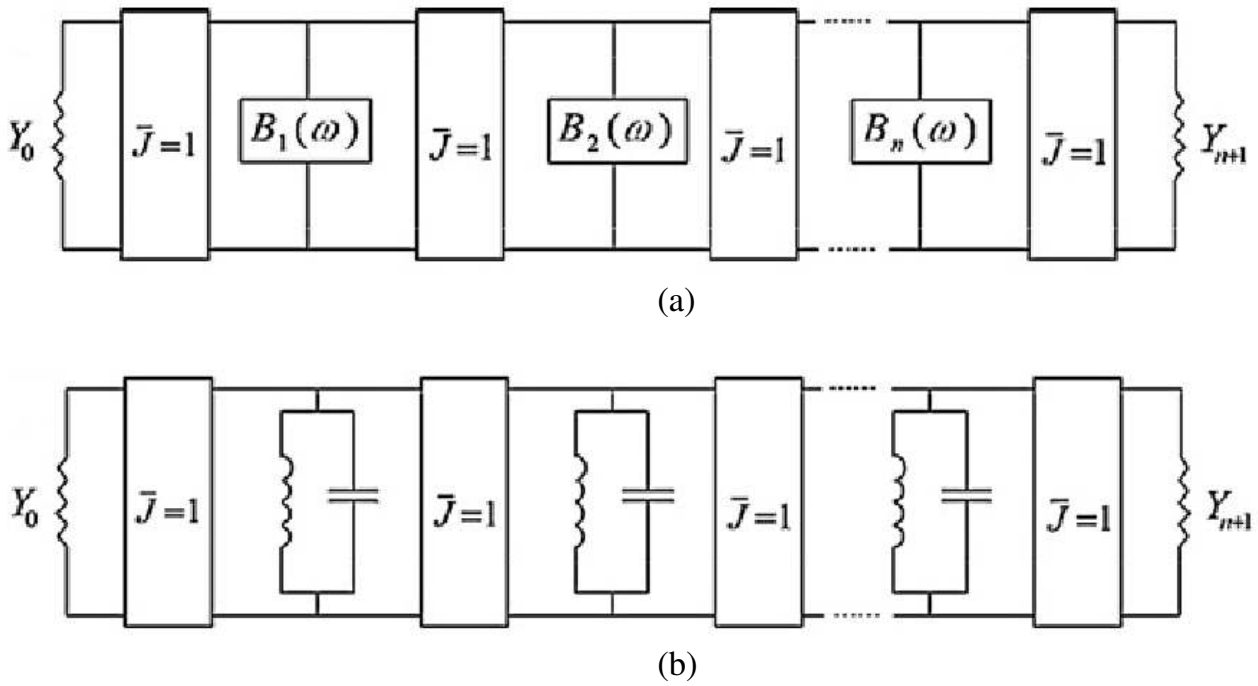 Y₀ J̄=1 B₁(ω) J̄=1 B₂(ω) J̄=1 Bₙ(ω) J̄=1 Yₙ₊₁
(a)
Y₀ J̄=1 J̄=1 J̄=1 J̄=1 Yₙ₊₁
(b)